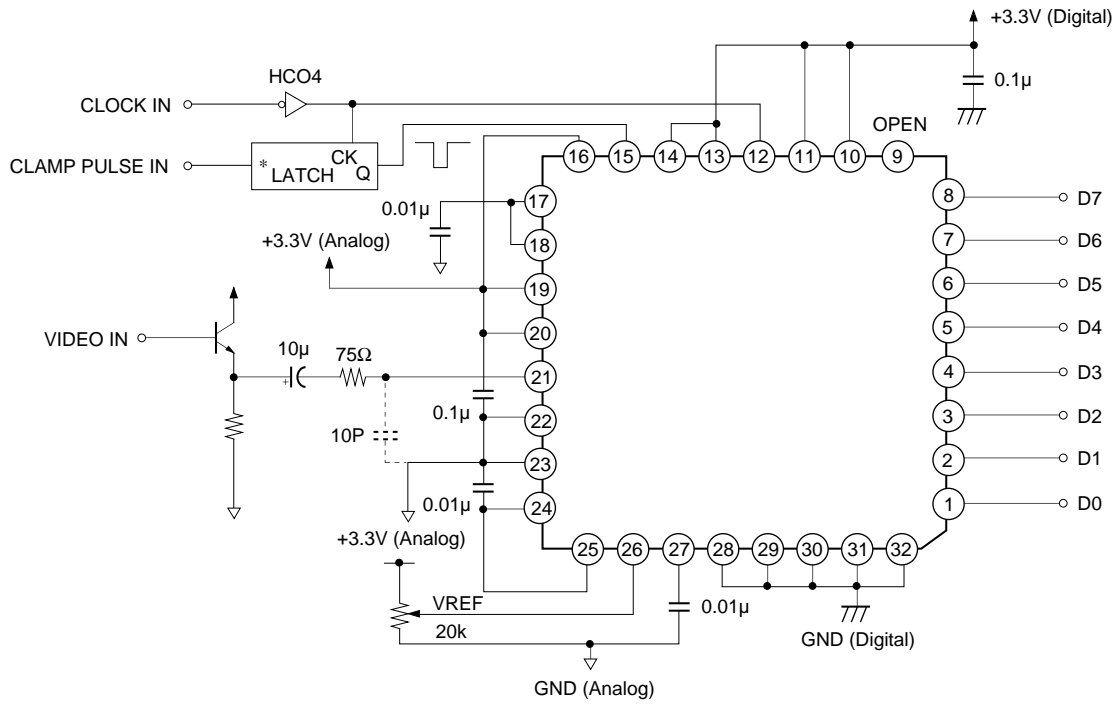 +3.3V (Digital)
HCO4
0.1μ
CLOCK IN
OPEN
CLAMP PULSE IN
* LATCH
CK
Q
16
15
14
13
12
11
10
9
17
8
D7
0.01μ
18
7
D6
+3.3V (Analog)
19
6
D5
20
5
D4
VIDEO IN
10μ
75Ω
21
4
D3
0.1μ
22
3
D2
10P
23
2
D1
0.01μ
24
1
D0
+3.3V (Analog)
25
26
27
28
29
30
31
32
VREF
0.01μ
20k
GND (Digital)
GND (Analog)